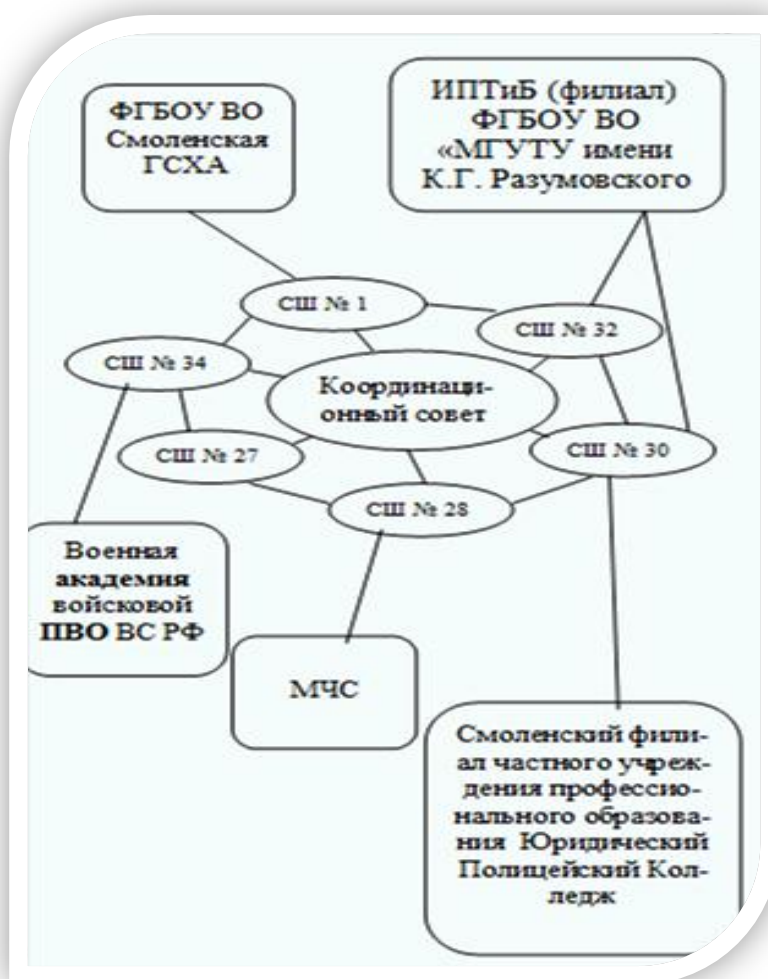 ФГБОУ ВО
Смоленская
ГСХА
ИПТиБ (филиал)
ФГБОУ ВО
«МГУТУ имени
К.Г. Разумовского
СШ № 1
СШ № 32
СШ № 34
Координаци-
онный совет
СШ № 27
СШ № 30
СШ № 28
Военная
академия
войсковой
ПВО ВС РФ
МЧС
Смоленский фили-
ал частного учреж-
дения профессио-
нального образова-
ния Юридический
Полицейский Кол-
ледж